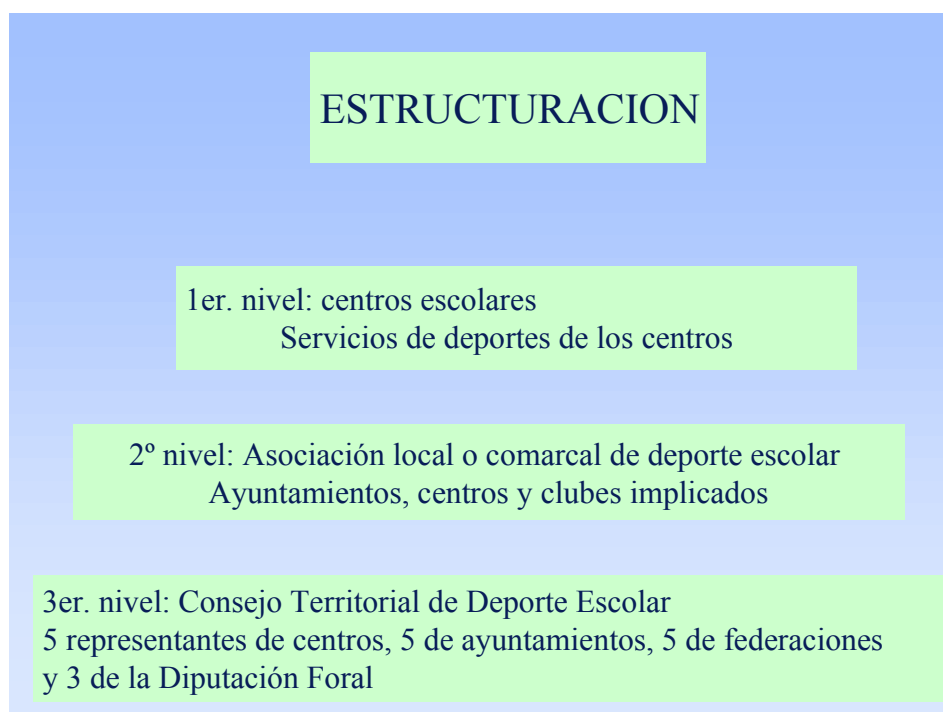 ESTRUCTURACION
1er. nivel: centros escolares
Servicios de deportes de los centros
2º nivel: Asociación local o comarcal de deporte escolar
Ayuntamientos, centros y clubes implicados
3er. nivel: Consejo Territorial de Deporte Escolar
5 representantes de centros, 5 de ayuntamientos, 5 de federaciones
y 3 de la Diputación Foral